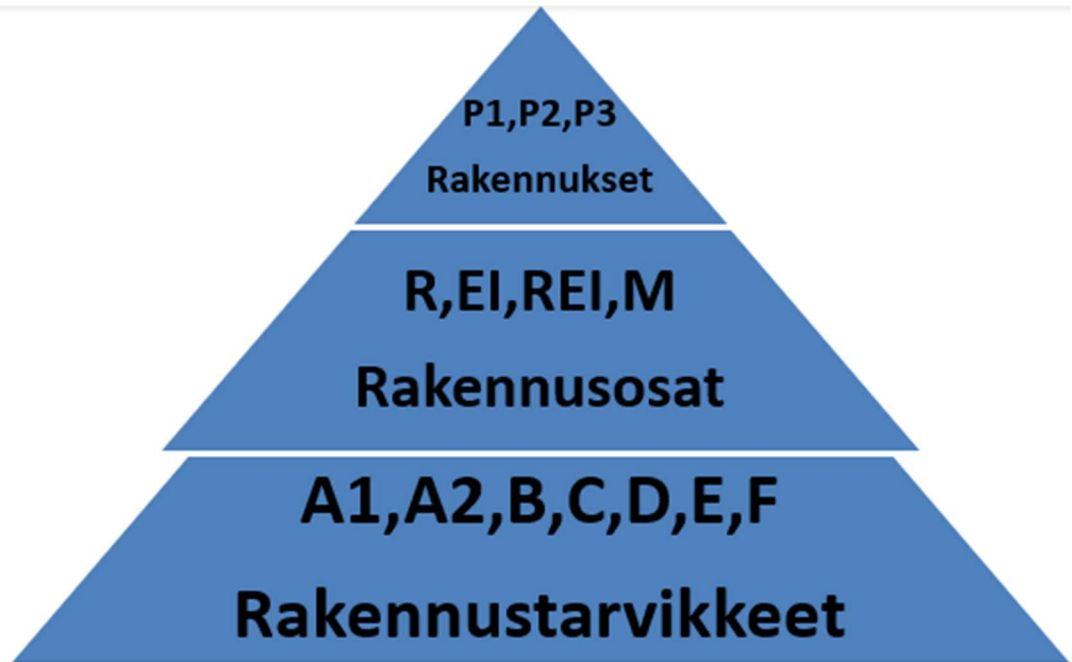 P1,P2,P3
Rakennukset
R,EI,REI,M
Rakennusosat
A1,A2,B,C,D,E,F
Rakennustarvikkeet